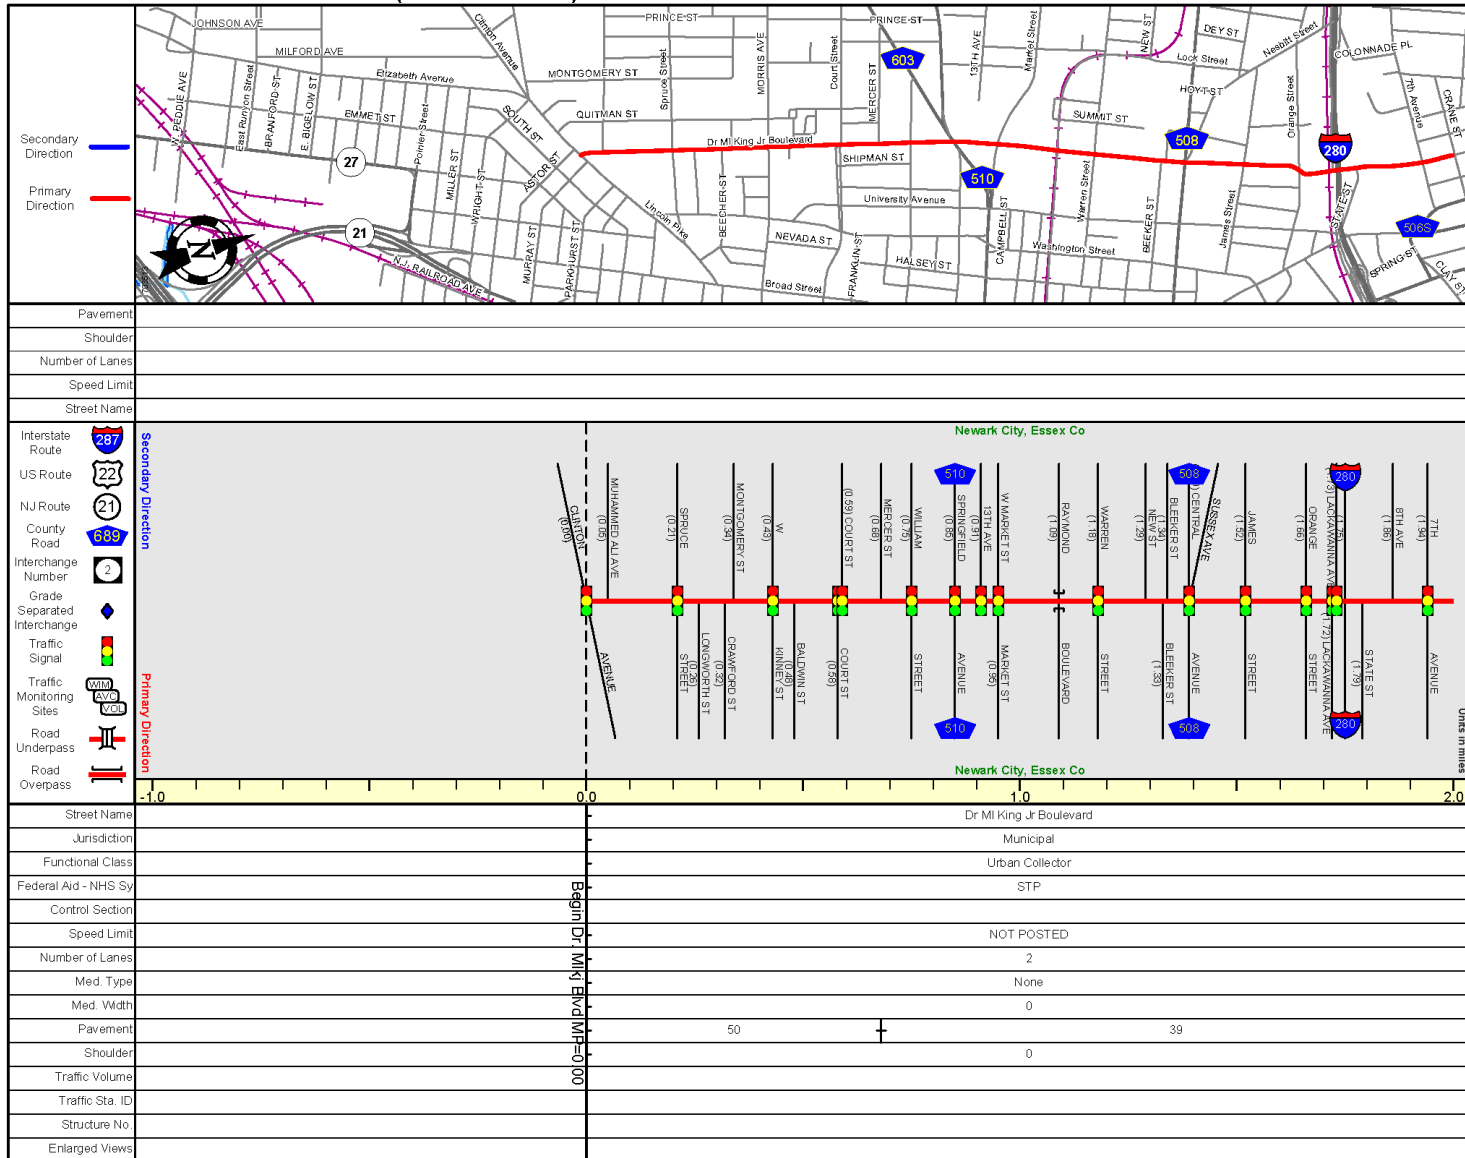 JOHNSON AVE
MILFORD AVE
Elizabeth Avenue
W. PEDDIE AVE
East Runyon Street
BRANFORD ST
E. BIGELOW ST
EMMET ST
Pointer Street
MILLER ST
WRIGHT ST
ASTOR ST
SOUTH ST
Clinton Avenue
PRINCE ST
MONTGOMERY ST
Spruce Street
QUITMAN ST
MORRIS AVE
Court Street
MERCER ST
PRINCE ST
603
13TH AVE
Market Street
NEW ST
DEY ST
Lock Street
Nesbitt Street
COLONNADE PL
HOYT ST
Orange Street
7th Avenue
CRANE ST
SUMMIT ST
508
280
Dr Ml King Jr Boulevard
SHIPMAN ST
510
27
21
University Avenue
BEECHER ST
Lincoln Pike
NEVADA ST
FRANKLIN ST
HALSEY ST
CAMPBELL ST
Warren Street
Washington Street
BEEKER ST
James Street
STATE ST
506S
SPRING ST
CLAY ST
MURRAY ST
PARKHURST ST
N.J. RAILROAD AVE
Broad Street
N
Secondary
Direction
Primary
Direction
Pavement
Shoulder
Number of Lanes
Speed Limit
Street Name
Interstate
Route
287
US Route
22
NJ Route
21
County
Road
689
Interchange
Number
2
Grade
Separated
Interchange
Traffic
Signal
Traffic
Monitoring
Sites
WIM
AVC
VOL
Road
Underpass
Road
Overpass
Secondary Direction
Primary Direction
Newark City, Essex Co
CLINTON
(0.00)
MUHAMMED ALI AVE
(0.05)
SPRUCE
(0.21)
MONTGOMERY ST
(0.34)
W
(0.43)
(0.59) COURT ST
MERCER ST
(0.68)
WILLIAM
(0.75)
510
SPRINGFIELD
(0.85)
13TH AVE
(0.91)
W MARKET ST
RAYMOND
(1.09)
WARREN
(1.18)
NEW ST
(1.29)
BLEEKER ST
(1.34)
508
CENTRAL
SUSSEX AVE
JAMES
(1.52)
ORANGE
(1.66)
(1.73) LACKAWANNA AVE
280
(1.75)
8TH AVE
(1.86)
7TH
(1.94)
AVENUE
STREET
LONGWORTH ST
(0.26)
CRAWFORD ST
(0.32)
KINNEY ST
BALDWIN ST
(0.48)
COURT ST
(0.58)
STREET
AVENUE
510
MARKET ST
(0.95)
BOULEVARD
STREET
BLEEKER ST
(1.33)
AVENUE
508
STREET
STREET
(1.72) LACKAWANNA AVE
280
STATE ST
(1.79)
AVENUE
Units in miles
Newark City, Essex Co
-1.0
0.0
1.0
2.0
Street Name
Dr Ml King Jr Boulevard
Jurisdiction
Municipal
Functional Class
Urban Collector
Federal Aid - NHS Sy
STP
Control Section
Speed Limit
NOT POSTED
Number of Lanes
2
Med. Type
None
Med. Width
0
Pavement
50
39
Shoulder
0
Traffic Volume
Traffic Sta. ID
Structure No.
Enlarged Views
Begin Dr. Mlkj Blvd MP=0.00